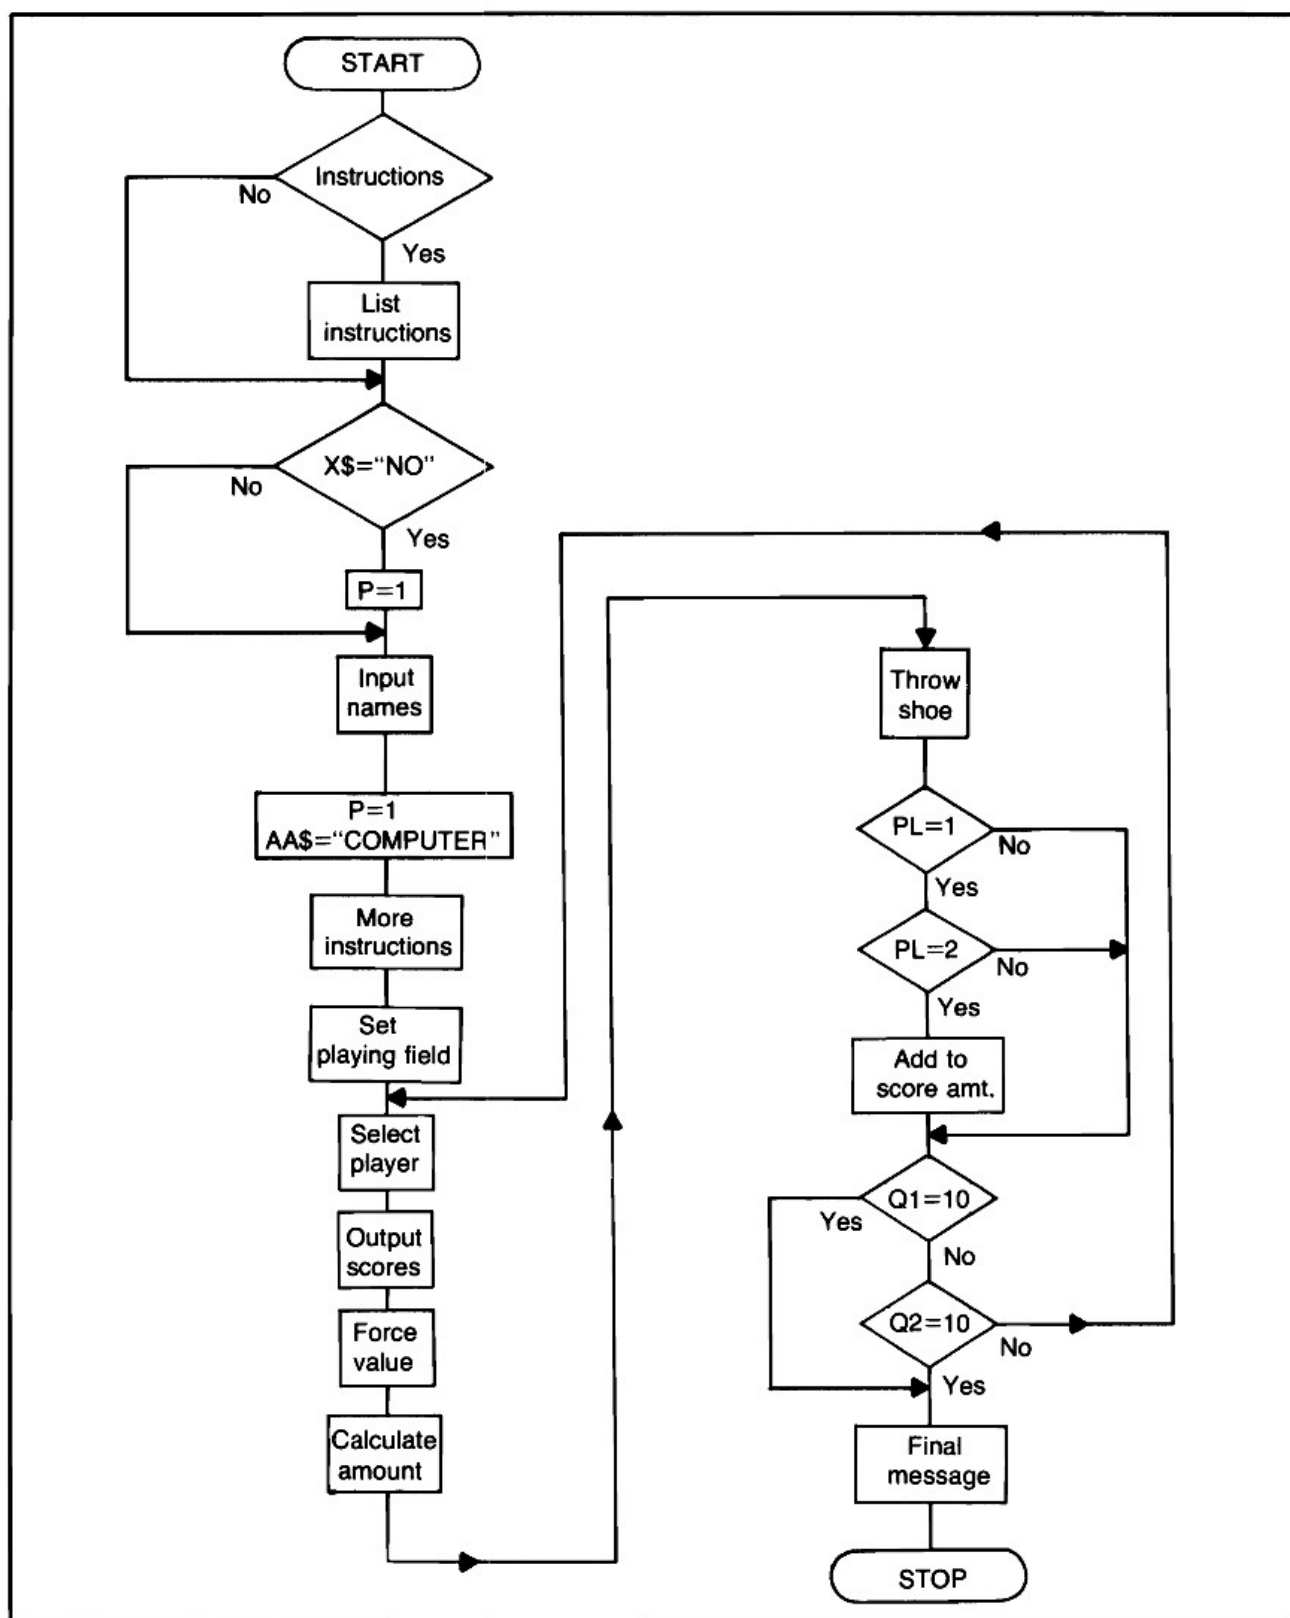 START
Instructions
No
Yes
List
instructions
X$="NO"
No
Yes
P=1
Input
names
P=1
AA$="COMPUTER"
More
instructions
Set
playing field
Select
player
Output
scores
Force
value
Calculate
amount
Throw
shoe
PL=1
No
Yes
PL=2
No
Yes
Add to
score amt.
Q1=10
Yes
No
Q2=10
No
Yes
Final
message
STOP